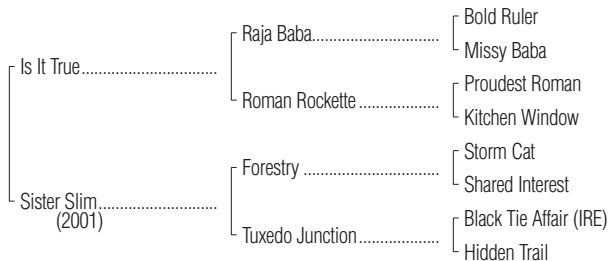 Bold Ruler
Raja Baba
Missy Baba
Is It True
Proudest Roman
Roman Rockette
Kitchen Window
Storm Cat
Forestry
Shared Interest
Sister Slim
(2001)
Black Tie Affair (IRE)
Tuxedo Junction
Hidden Trail